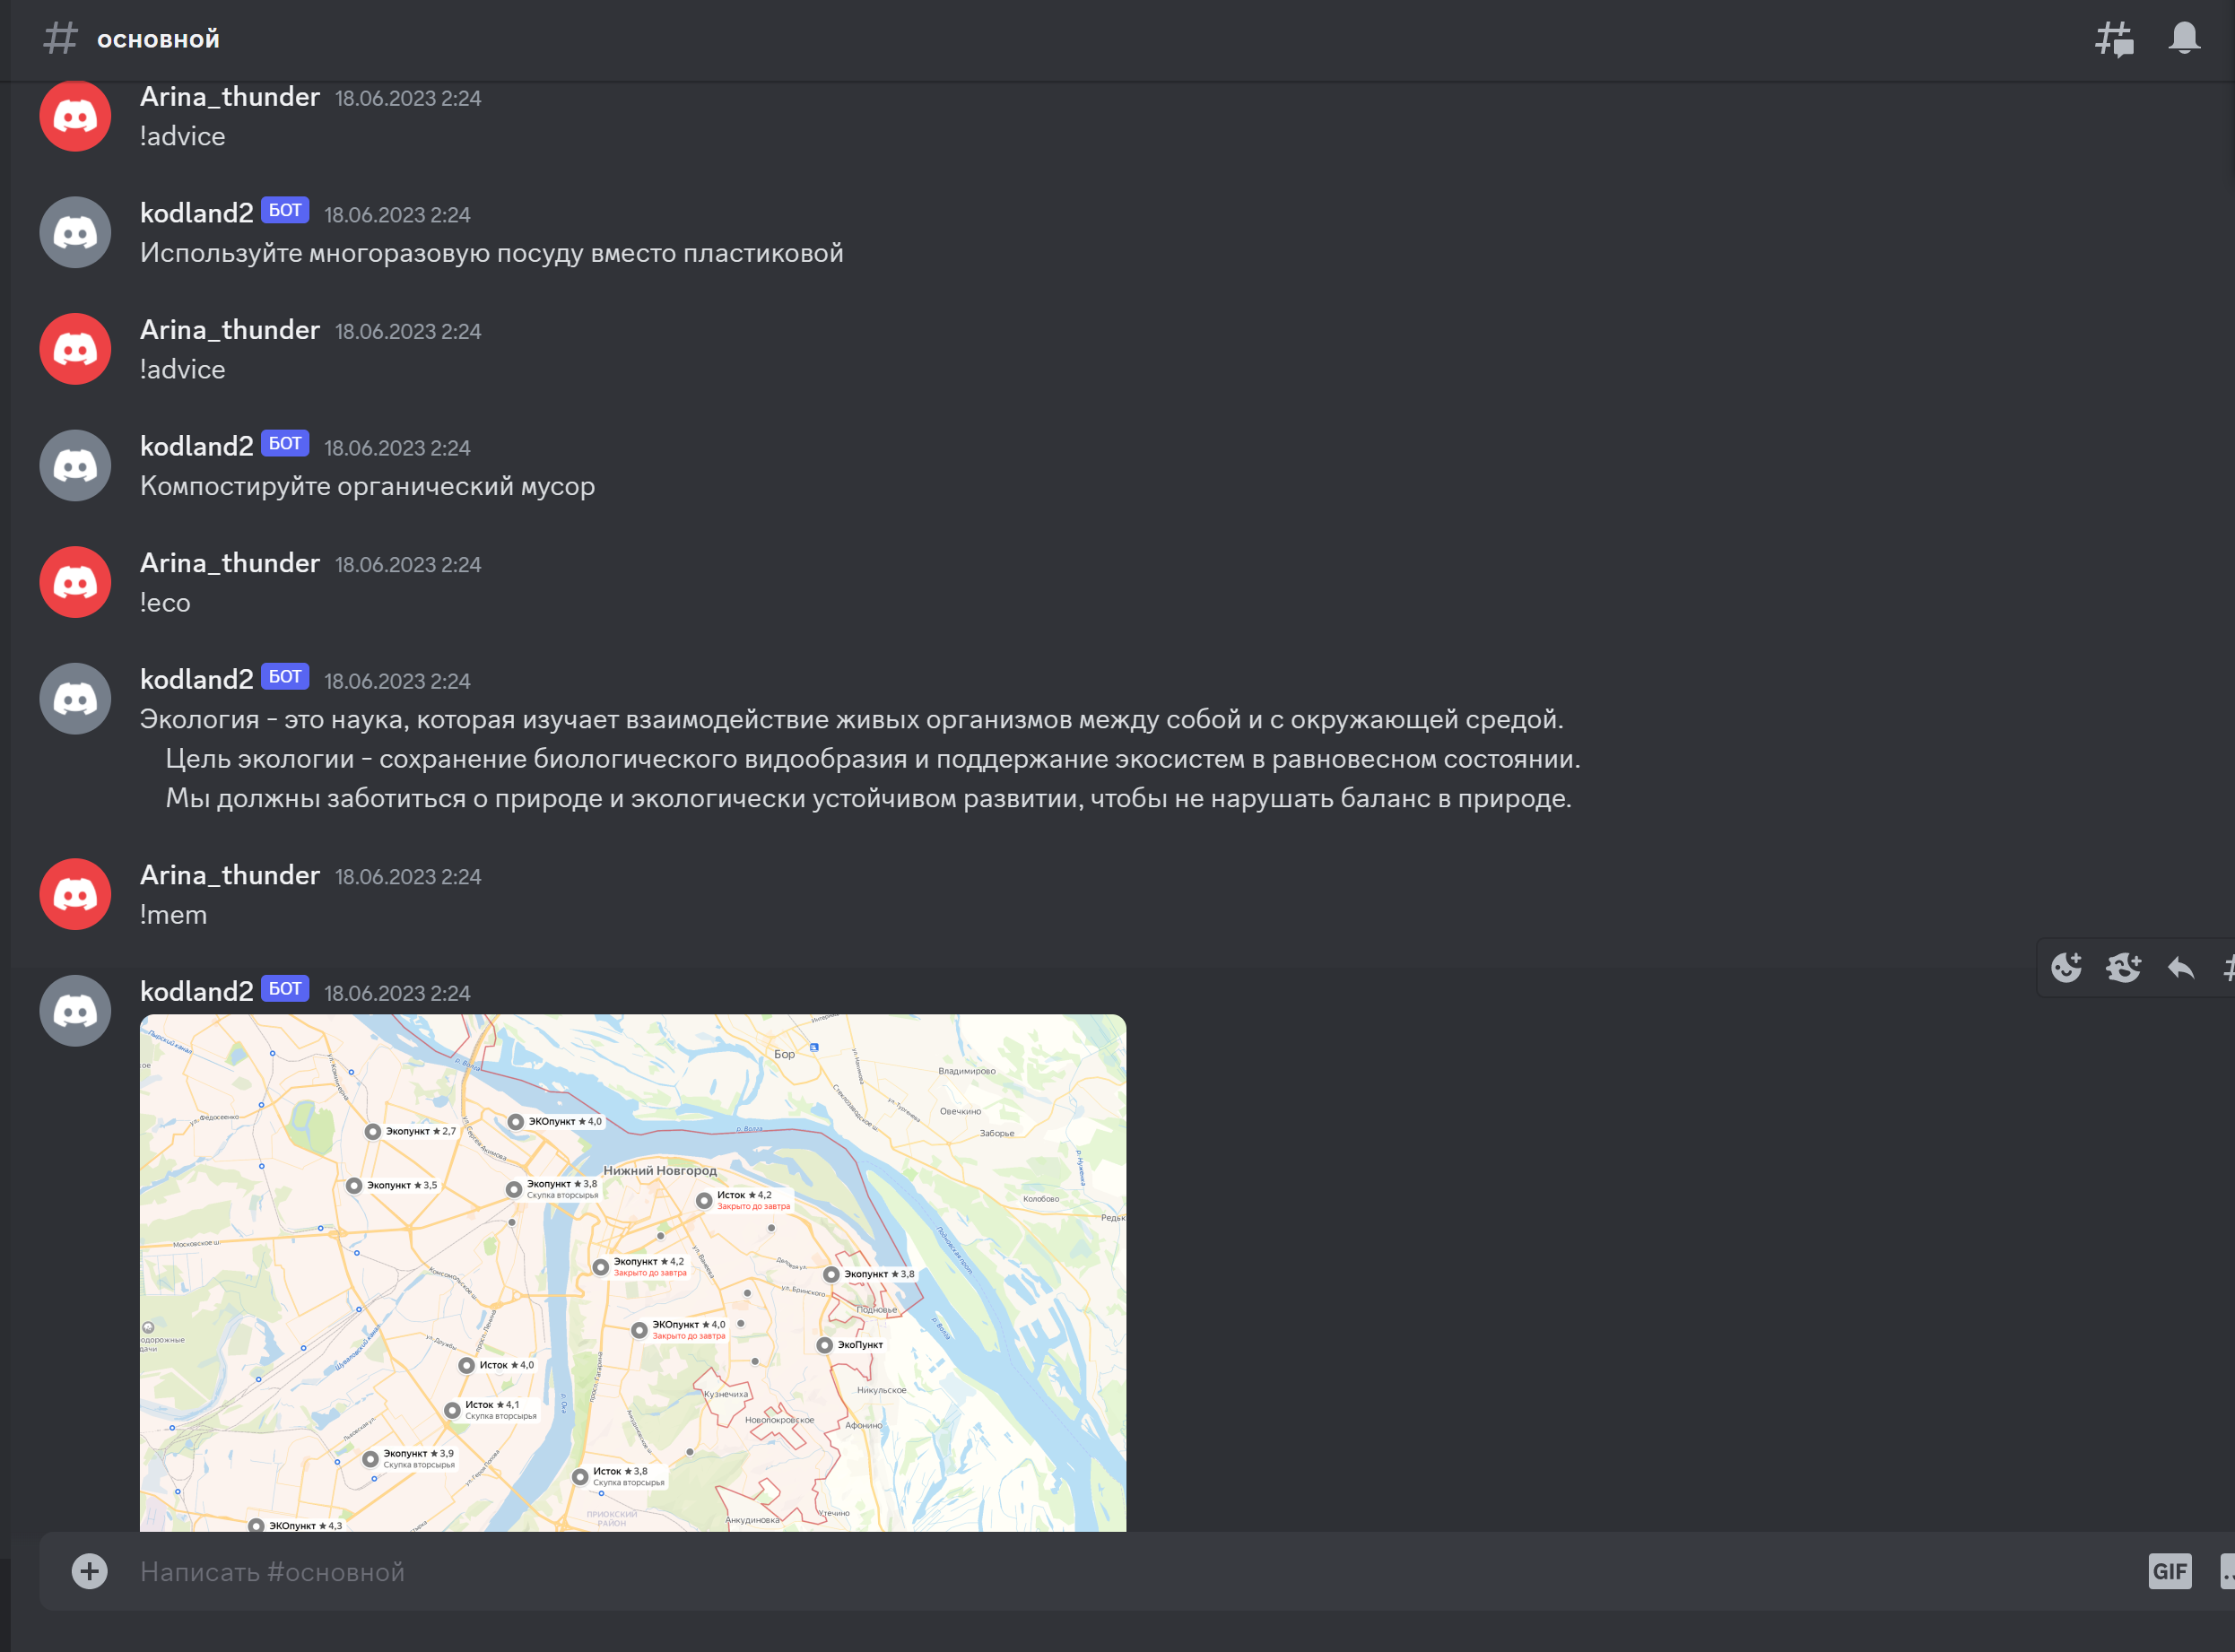 основной
Arina_thunder 18.06.2023 2:24
!advice
kodland2 БОТ 18.06.2023 2:24
Используйте многоразовую посуду вместо пластиковой
Arina_thunder 18.06.2023 2:24
!advice
kodland2 БОТ 18.06.2023 2:24
Компостируйте органический мусор
Arina_thunder 18.06.2023 2:24
!eco
kodland2 БОТ 18.06.2023 2:24
Экология - это наука, которая изучает взаимодействие живых организмов между собой и с окружающей средой.
Цель экологии - сохранение биологического видообразия и поддержание экосистем в равновесном состоянии.
Мы должны заботиться о природе и экологически устойчивом развитии, чтобы не нарушать баланс в природе.
Arina_thunder 18.06.2023 2:24
!mem
kodland2 БОТ 18.06.2023 2:24
Бор
Владимирово
Овечкино
Заборье
р. Волга
р. Волга
ул. Федосеенко
Экопункт ★ 2,7
ЭКОпункт ★ 4,0
Нижний Новгород
Экопункт ★ 3,5
Экопункт ★ 3,8
Скупка вторсырья
Исток ★ 4,2
Закрыто до завтра
Колобово
Московское ш.
Экопункт ★ 4,2
Закрыто до завтра
Экопункт ★ 3,8
ул. Бринского
Подновье
ЭКОпункт ★ 4,0
Закрыто до завтра
ЭкоПункт
Исток ★ 4,0
Никульское
Кузнечиха
Исток ★ 4,1
Скупка вторсырья
Новопокровское
Афонино
Экопункт ★ 3,9
Скупка вторсырья
Исток ★ 3,8
Скупка вторсырья
ПРИОКСКИЙ
РАЙОН
Анкудиновка
Утечино
ЭКОпункт ★ 4,3
Написать #основной
GIF